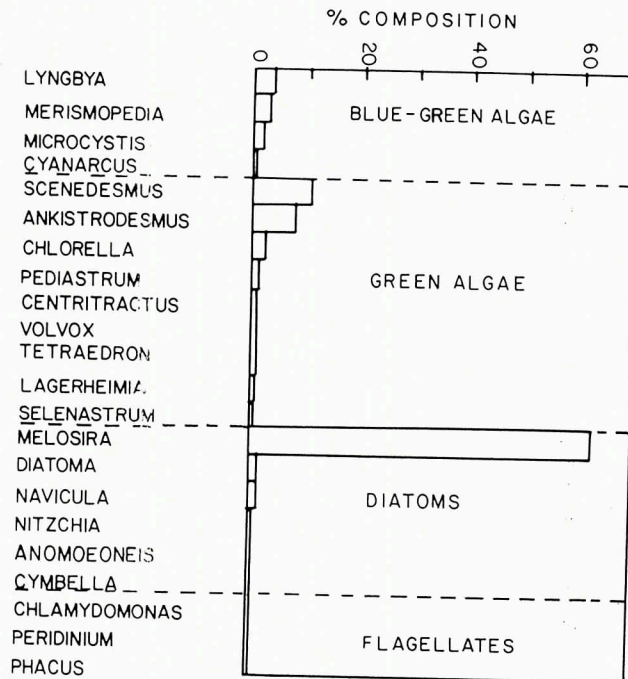 % COMPOSITION
0 20 40 60
LYNGBYA
MERISMOPEDIA
BLUE-GREEN ALGAE
MICROCYSTIS
CYANARCUS
SCENEDESMUS
ANKISTRODESMUS
CHLORELLA
PEDIASTRUM
GREEN ALGAE
CENTRITRACTUS
VOLVOX
TETRAEDRON
LAGERHEIMIA
SELENASTRUM
MELOSIRA
DIATOMA
NAVICULA
DIATOMS
NITZCHIA
ANOMOEONEIS
CYMBELLA
CHLAMYDOMONAS
PERIDINIUM
FLAGELLATES
PHACUS